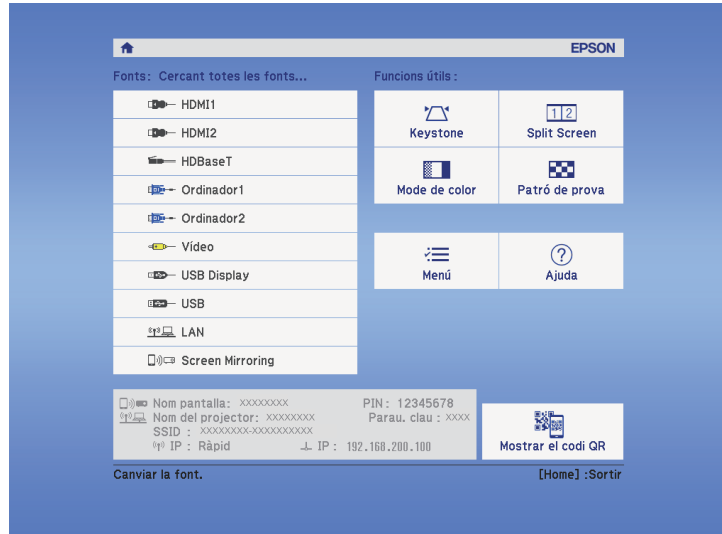 EPSON
Fonts: Cercant totes les fonts...
HDMI1
HDMI2
HDBaseT
Ordinador1
Ordinador2
Vídeo
USB Display
USB
LAN
Screen Mirroring
Funcions útils :
Keystone
1 2
Split Screen
Mode de color
Patró de prova
Menú
?
Ajuda
Nom pantalla: XXXXXXXX PIN : 12345678
Nom del projector: XXXXXXXX Parau. clau : XXXX
SSID : XXXXXXXX-XXXXXXXXXX
IP : Ràpid IP : 192.168.200.100
Mostrar el codi QR
Canviar la font. [Home] :Sortir